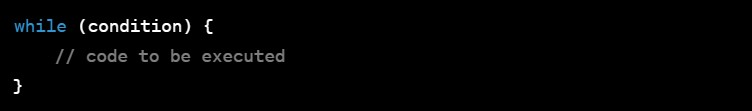 while (condition) {
    // code to be executed
}